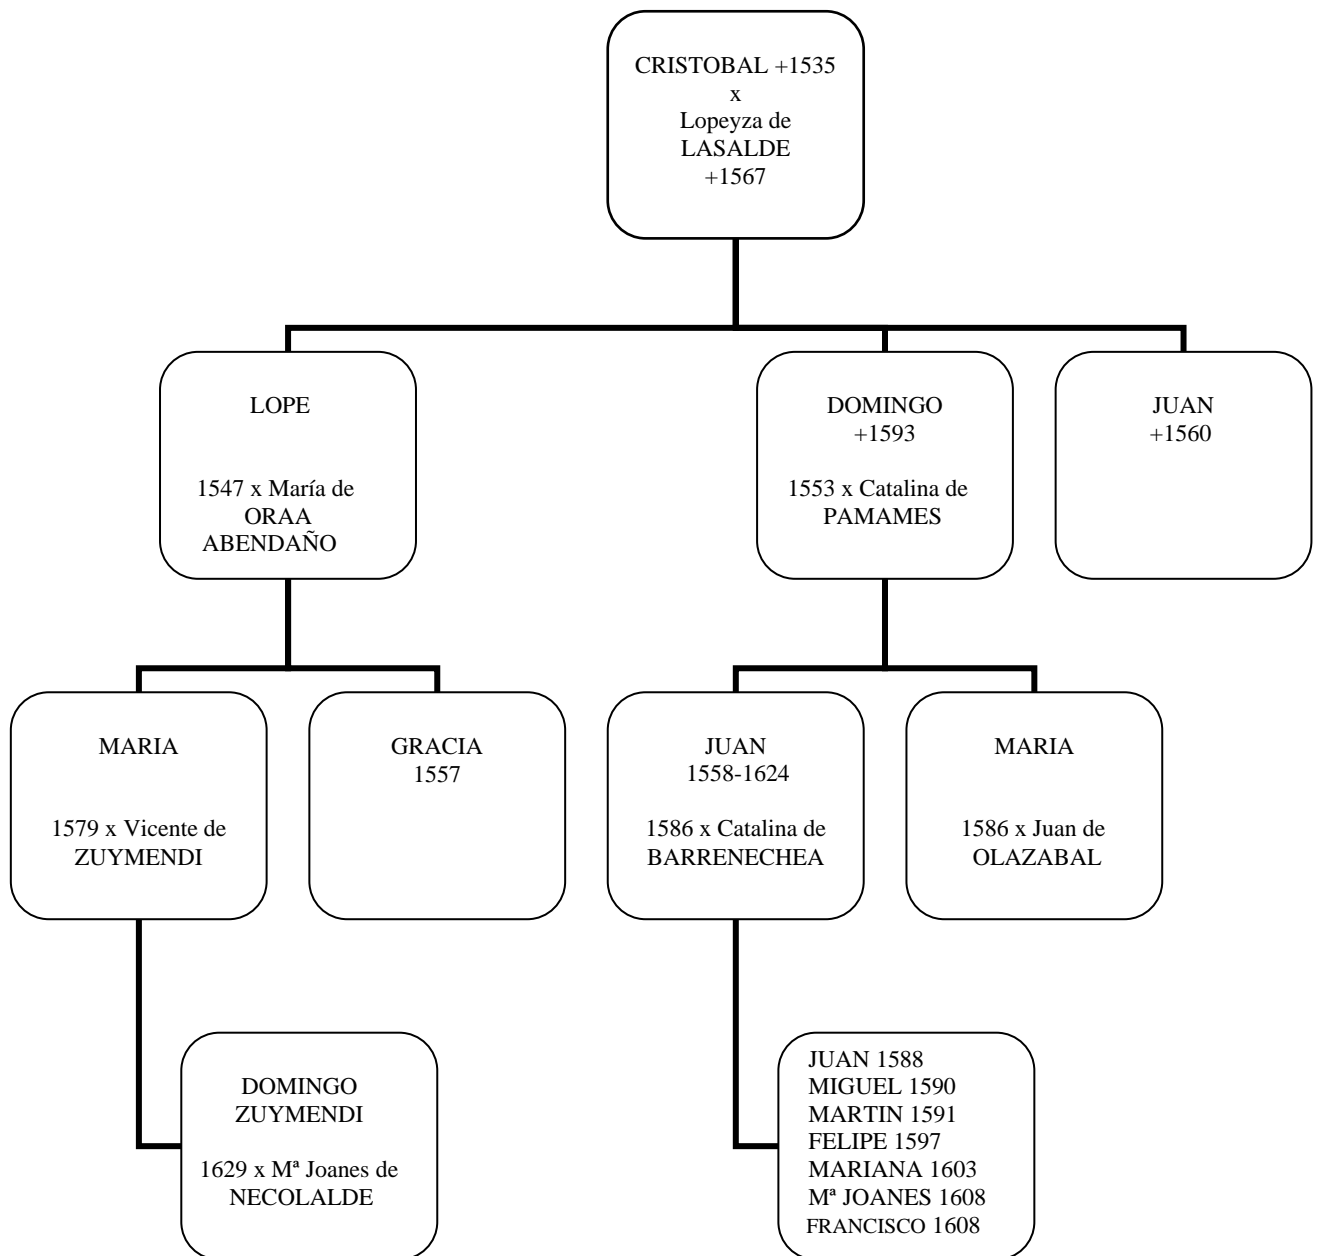 CRISTOBAL +1535
x
Lopeyza de
LASALDE
+1567
LOPE
1547 x María de
ORAA
ABENDAÑO
DOMINGO
+1593
1553 x Catalina de
PAMAMES
JUAN
+1560
MARIA
1579 x Vicente de
ZUYMENDI
GRACIA
1557
JUAN
1558-1624
1586 x Catalina de
BARRENECHEA
MARIA
1586 x Juan de
OLAZABAL
DOMINGO
ZUYMENDI
1629 x Mª Joanes de
NECOLALDE
JUAN 1588
MIGUEL 1590
MARTIN 1591
FELIPE 1597
MARIANA 1603
Mª JOANES 1608
FRANCISCO 1608